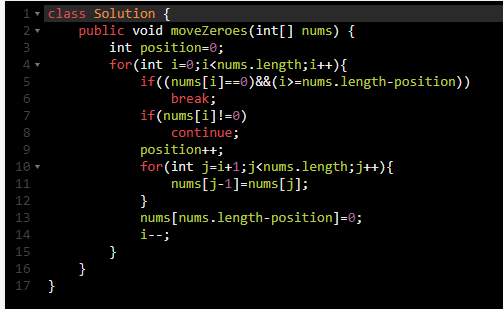 1 class Solution {
2     public void moveZeroes(int[] nums) {
3         int position=0;
4         for(int i=0;i<nums.length;i++){
5             if((nums[i]==0)&&(i>=nums.length-position))
6                 break;
7             if(nums[i]!=0)
8                 continue;
9             position++;
10             for(int j=i+1;j<nums.length;j++){
11                 nums[j-1]=nums[j];
12             }
13             nums[nums.length-position]=0;
14             i--;
15         }
16     }
17 }